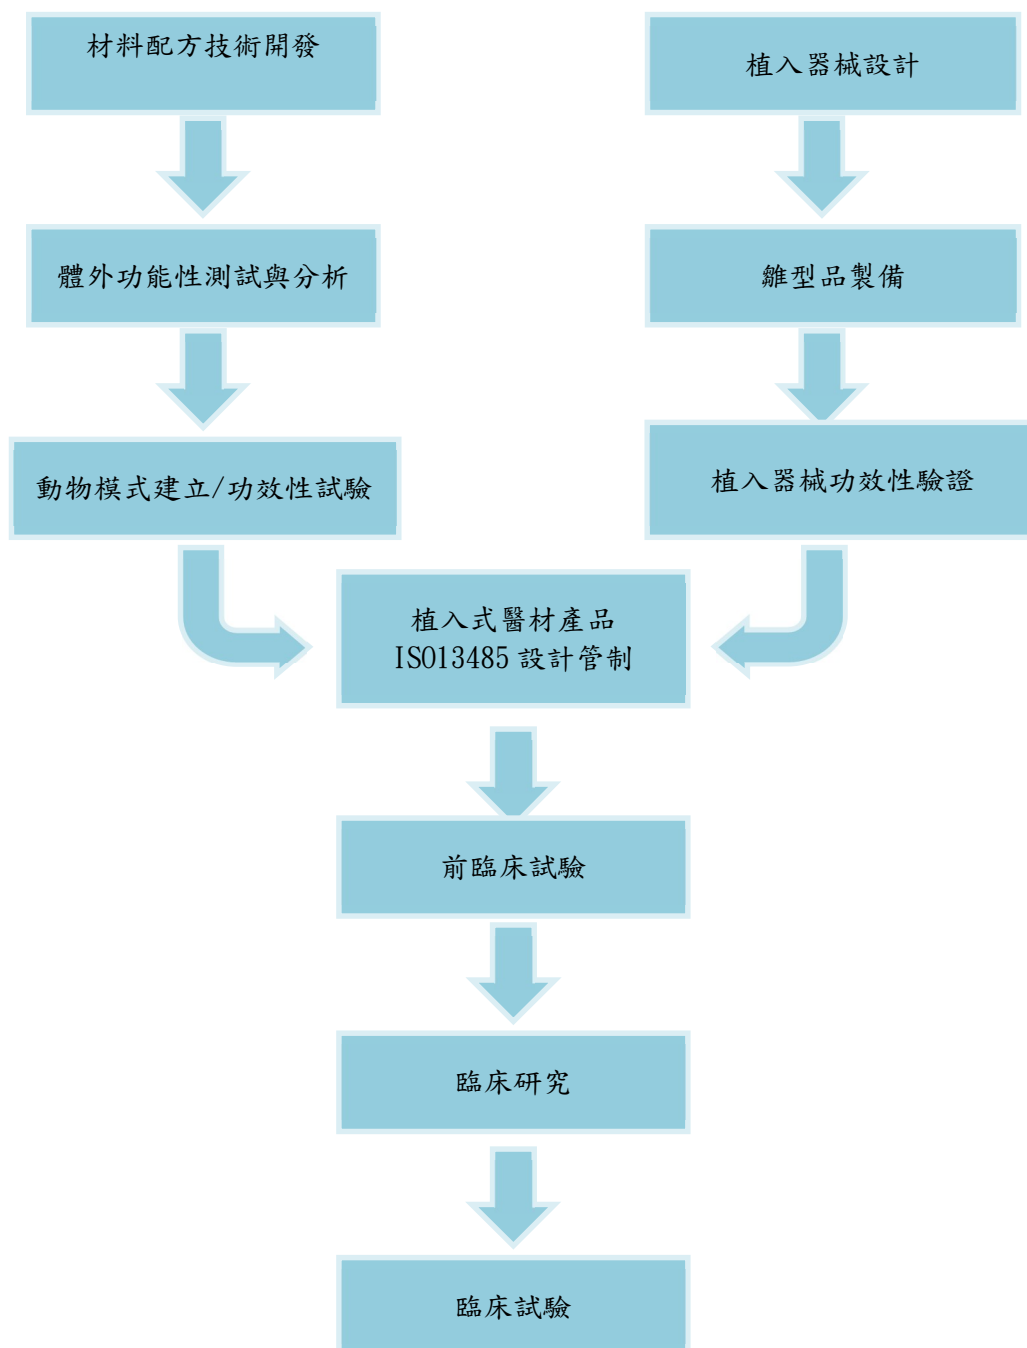 材料配方技術開發
植入器械設計
體外功能性測試與分析
雛型品製備
動物模式建立/功效性試驗
植入器械功效性驗證
植入式醫材產品
ISO13485 設計管制
前臨床試驗
臨床研究
臨床試驗